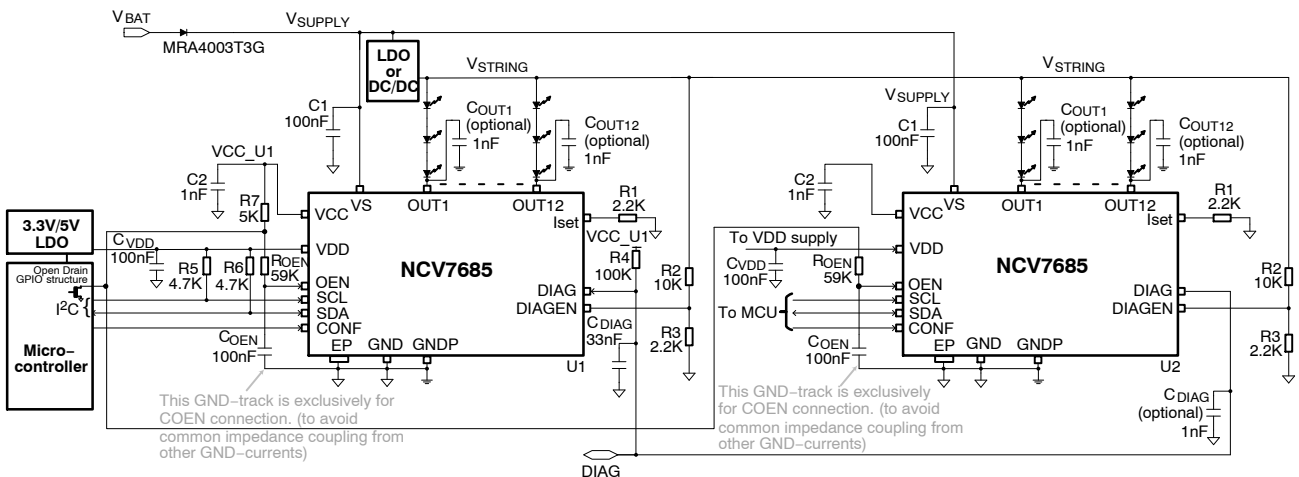 VBAT
MRA4003T3G
VSUPPLY
LDO
or
DC/DC
VSTRING
VSTRING
C1
100nF
COUT1
(optional)
1nF
COUT12
(optional)
1nF
VSUPPLY
C1
100nF
COUT1
(optional)
1nF
COUT12
(optional)
1nF
VCC_U1
C2
1nF
R7
5K
VCC
VS
OUT1
OUT12
Iset
R1
2.2K
VCC_U1
R4
100K
3.3V/5V
LDO
CVDD
100nF
R5
4.7K
R6
4.7K
ROEN
59K
VDD
NCV7685
OEN
SCL
SDA
CONF
DIAG
DIAGEN
R2
10K
R3
2.2K
CDIAG
33nF
Open Drain
GPIO structure
I2C {
Micro−
controller
COEN
100nF
EP
GND
GNDP
U1
This GND−track is exclusively for
COEN connection. (to avoid
common impedance coupling from
other GND−currents)
C2
1nF
VCC
VS
OUT1
OUT12
Iset
R1
2.2K
To VDD supply
CVDD
100nF
ROEN
59K
VDD
NCV7685
OEN
SCL
SDA
CONF
To MCU
DIAG
DIAGEN
R2
10K
R3
2.2K
COEN
100nF
EP
GND
GNDP
U2
This GND−track is exclusively
for COEN connection. (to avoid
common impedance coupling from
other GND−currents)
CDIAG
(optional)
1nF
DIAG